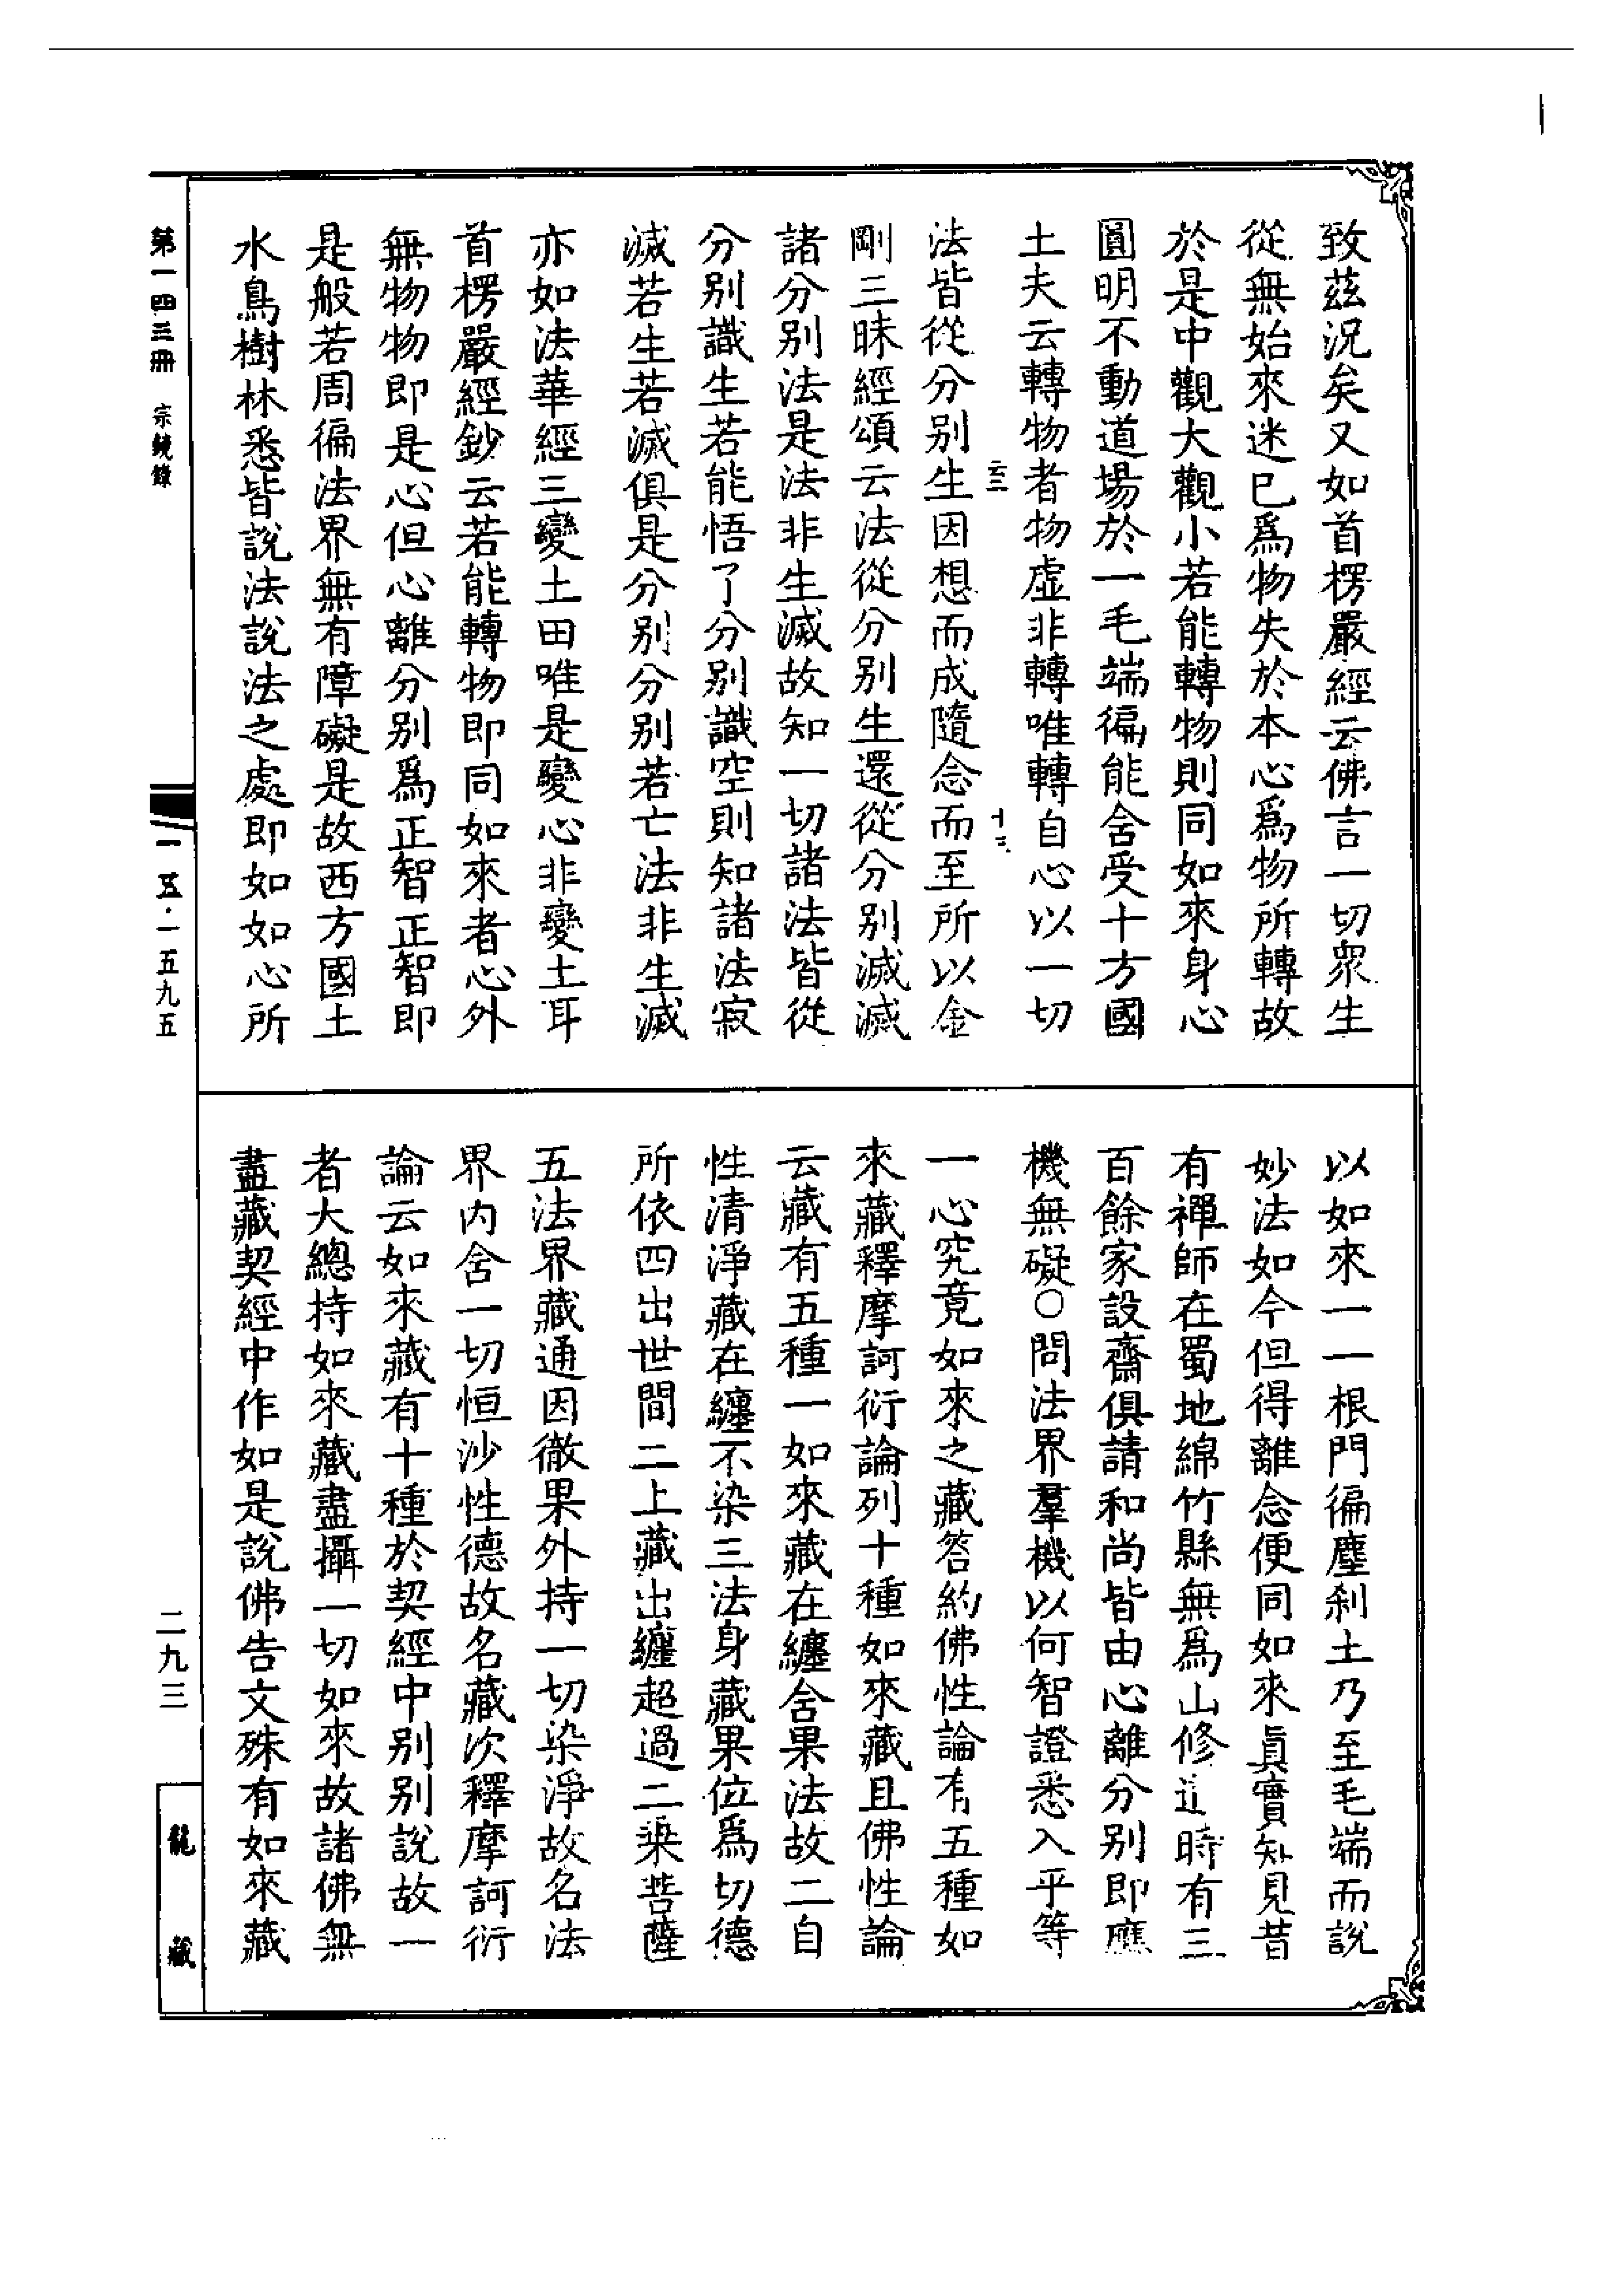 致茲況矣又如首楞嚴經云佛言一切衆生
從無始來迷巳爲物失於本心爲物所轉故
於是中觀大觀小若能轉物則同如來身心
圓明不動道場於一毛端徧能含受十方國
土夫云轉物者物虛非轉唯轉自心以一切
云三
十三
法皆從分別生因想而成隨念而至所以金
剛三昧經頌云法從分別生還從分別滅滅
諸分別法是法非生滅故知一切諸法皆從
分別識生若能悟了分別識空則知諸法寂
滅若生若滅俱是分別分別若亡法非生滅
亦如法華經三變土田唯是變心非變土耳
首楞嚴經鈔云若能轉物即同如來者心外
無物物即是心但心離分別爲正智正智即
是般若周徧法界無有障礙是故西方國土
水鳥樹林悉皆說法說法之處即如如心所
以如來一一根門徧塵刹土乃至毛端而說
妙法如今但得離念便同如來眞實知見昔
有禪師在蜀地綿竹縣無爲山修道時有三
百餘家設齋俱請和尚皆由心離分別即應
機無礙○問法界羣機以何智證悉入乎等
一心究竟如來之藏答約佛性論有五種如
來藏釋摩訶衍論列十種如來藏且佛性論
云藏有五種一如來藏在纏含果法故二自
性清淨藏在纏不染三法身藏果位爲切德
所依四出世間二上藏出纏超過二乘菩薩
五法界藏通因徹果外持一切染淨故名法
界內含一切恒沙性德故名藏次釋摩訶衍
論云如來藏有十種於契經中別別說故一
者大總持如來藏盡攝一切如來故諸佛無
盡藏契經中作如是說佛告文殊有如來藏
第一四三冊　宗鏡錄
一五·一五九五
二九三
龍藏